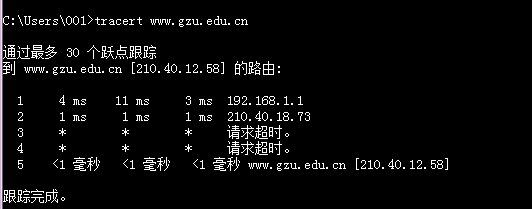 C:\Users\001>tracert www.gzu.edu.cn
通过最多 30 个跃点跟踪
到 www.gzu.edu.cn [210.40.12.58] 的路由:
1 4 ms 11 ms 3 ms 192.168.1.1
2 1 ms 1 ms 1 ms 210.40.18.73
3 * * * 请求超时。
4 * * * 请求超时。
5 <1 毫秒 <1 毫秒 <1 毫秒 www.gzu.edu.cn [210.40.12.58]
跟踪完成。